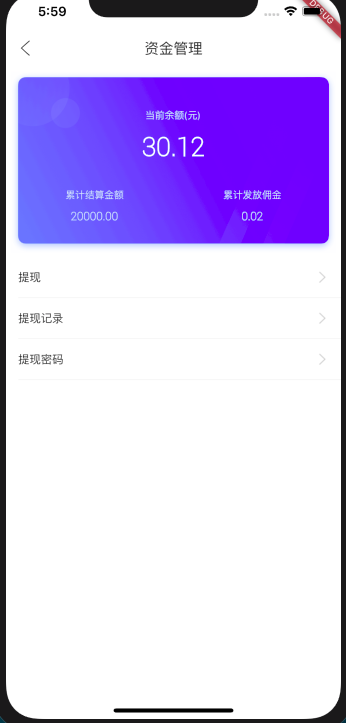 5:59
DEBUG
资金管理
当前余额(元)
30.12
累计结算金额 累计发放佣金
20000.00 0.02
提现
提现记录
提现密码